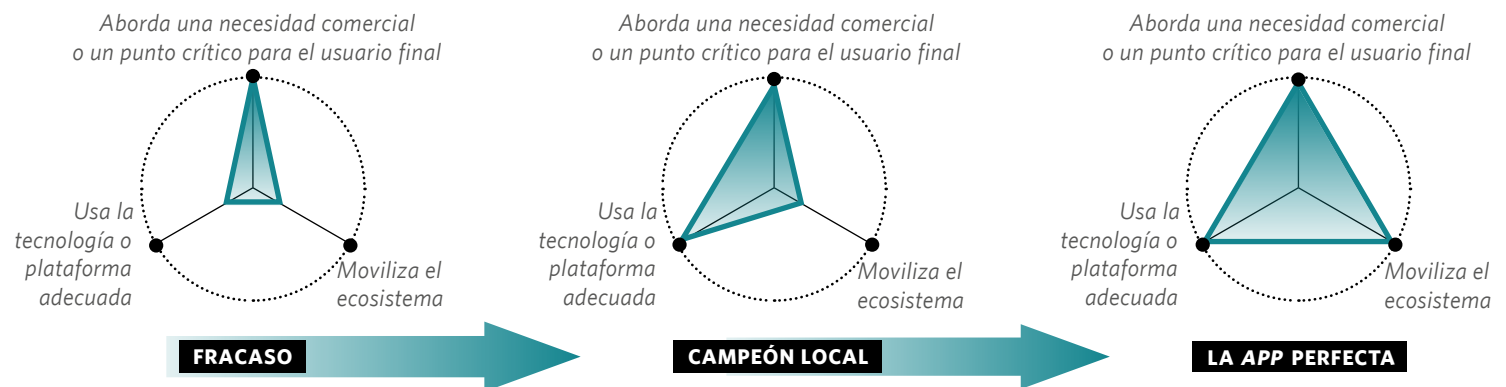 Aborda una necesidad comercial
o un punto crítico para el usuario final
Usa la
tecnología o
plataforma
adecuada
Moviliza el
ecosistema
FRACASO
Aborda una necesidad comercial
o un punto crítico para el usuario final
Usa la
tecnología o
plataforma
adecuada
Moviliza el
ecosistema
CAMPEÓN LOCAL
Aborda una necesidad comercial
o un punto crítico para el usuario final
Usa la
tecnología o
plataforma
adecuada
Moviliza el
ecosistema
LA APP PERFECTA